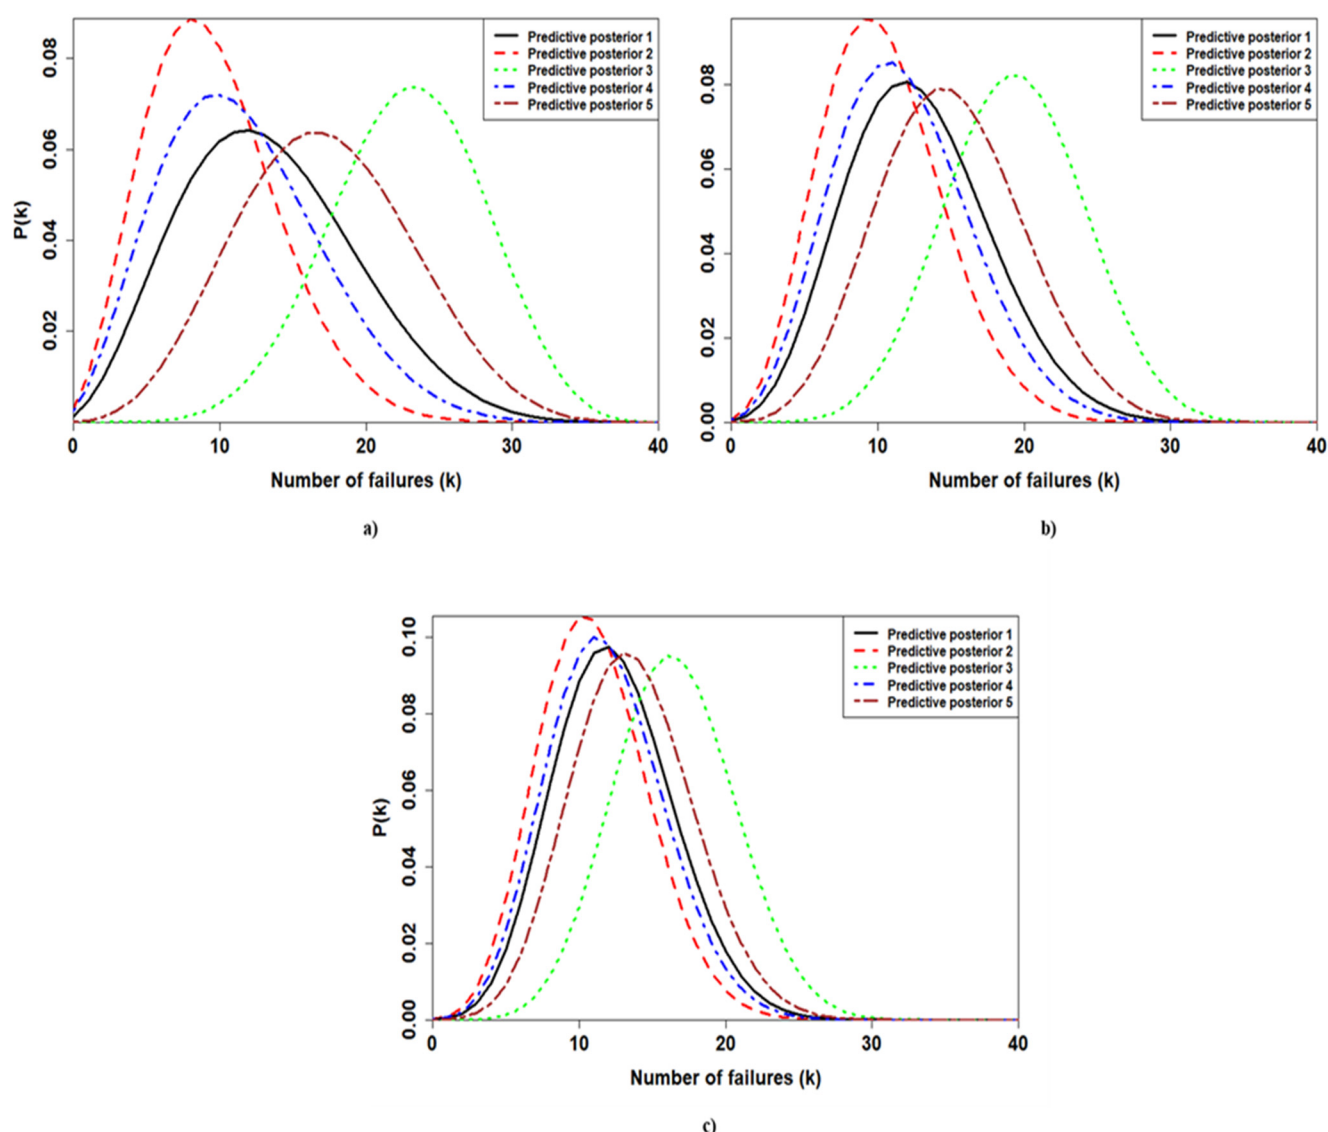 Predictive posterior 1
Predictive posterior 2
Predictive posterior 3
Predictive posterior 4
Predictive posterior 5
P(k)
0.08
0.06
0.04
0.02
0 10 20 30 40
Number of failures (k)
a)
Predictive posterior 1
Predictive posterior 2
Predictive posterior 3
Predictive posterior 4
Predictive posterior 5
0.08
0.06
0.04
0.02
0.00
0 10 20 30 40
Number of failures (k)
b)
Predictive posterior 1
Predictive posterior 2
Predictive posterior 3
Predictive posterior 4
Predictive posterior 5
P(k)
0.10
0.08
0.06
0.04
0.02
0.00
0 10 20 30 40
Number of failures (k)
c)